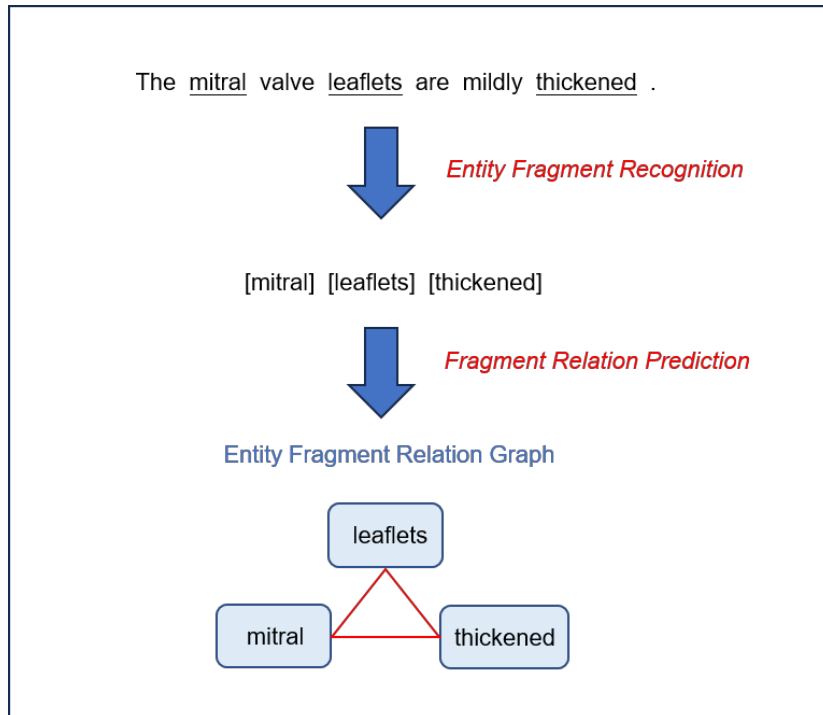 The mitral valve leaflets are mildly thickened .
Entity Fragment Recognition
[mitral] [leaflets] [thickened]
Fragment Relation Prediction
Entity Fragment Relation Graph
leaflets
mitral
thickened